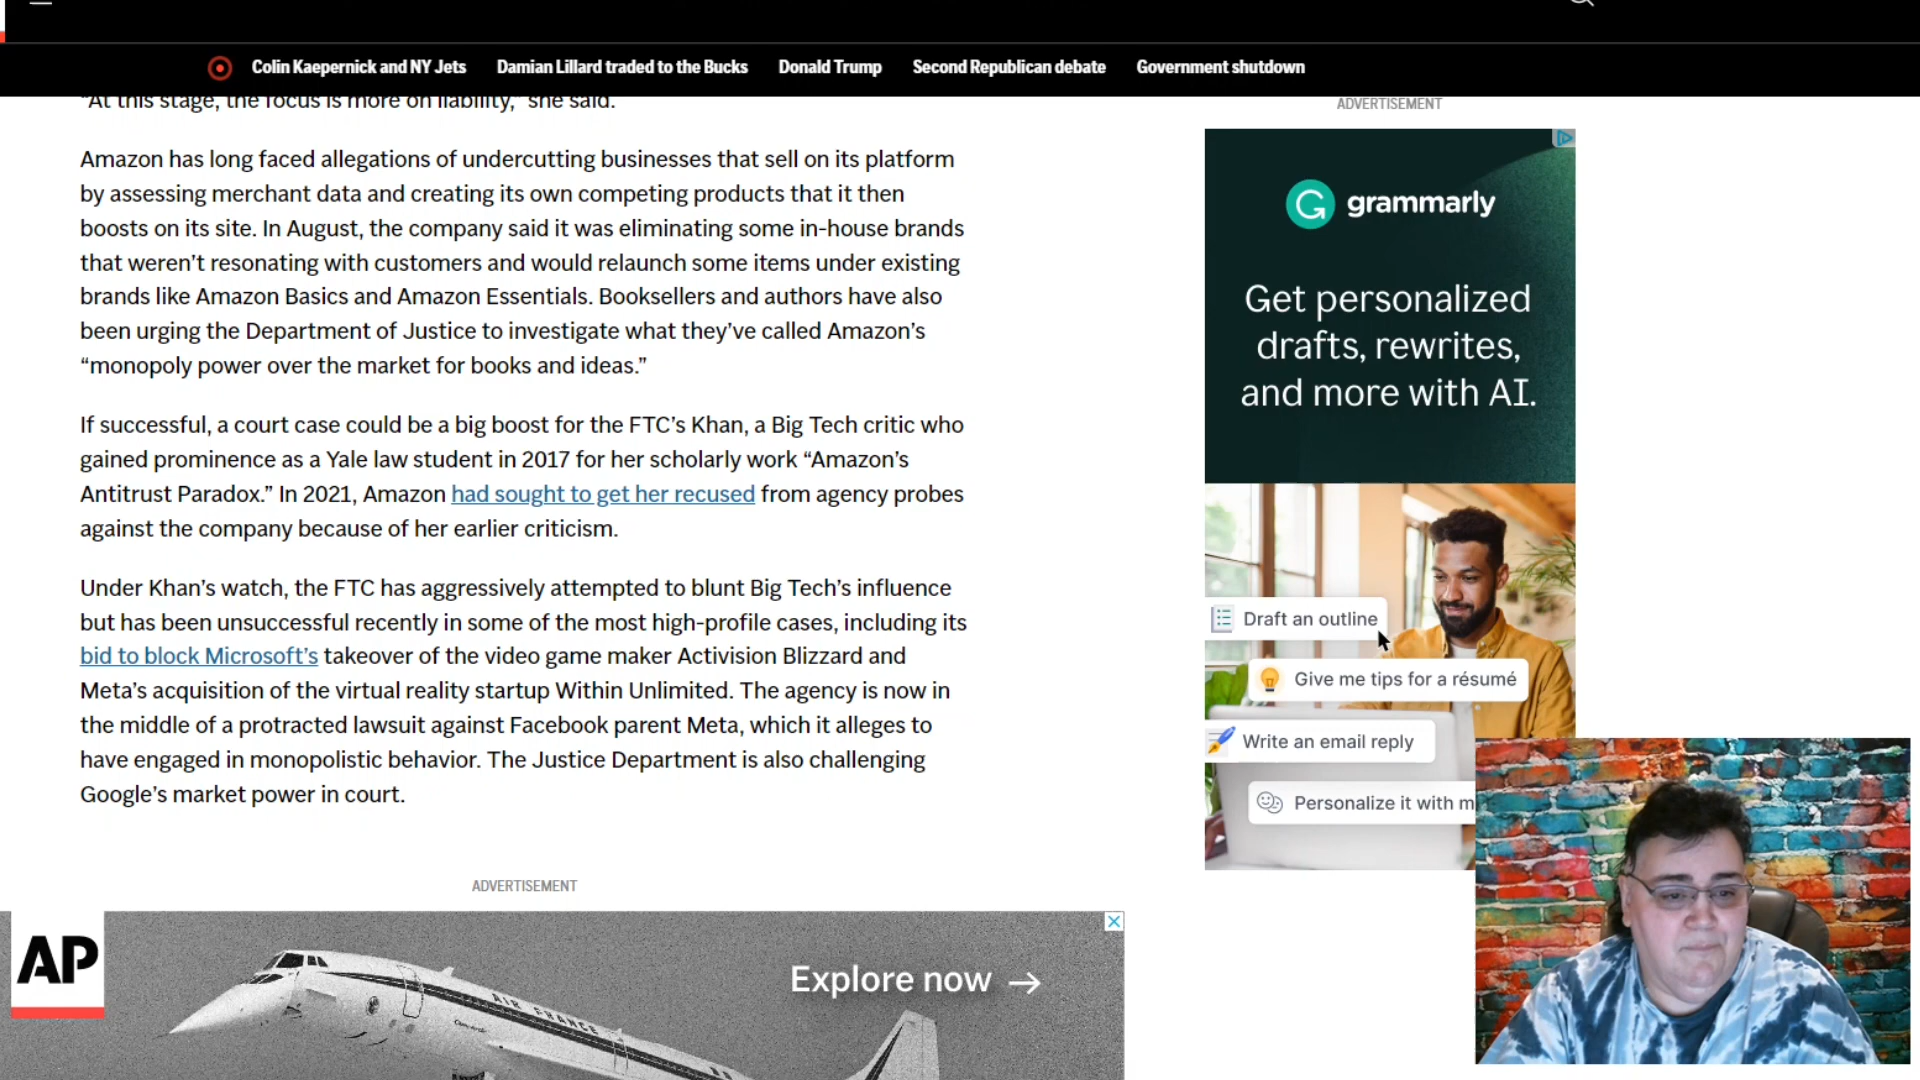 Colin Kaepernick and NY Jets Damian Lillard traded to the Bucks Donald Trump Second Republican debate Government shutdown
“At this stage, the focus is more on liability,” she said.
Amazon has long faced allegations of undercutting businesses that sell on its platform
by assessing merchant data and creating its own competing products that it then
boosts on its site. In August, the company said it was eliminating some in-house brands
that weren’t resonating with customers and would relaunch some items under existing
brands like Amazon Basics and Amazon Essentials. Booksellers and authors have also
been urging the Department of Justice to investigate what they’ve called Amazon’s
“monopoly power over the market for books and ideas.”
If successful, a court case could be a big boost for the FTC’s Khan, a Big Tech critic who
gained prominence as a Yale law student in 2017 for her scholarly work “Amazon’s
Antitrust Paradox.” In 2021, Amazon had sought to get her recused from agency probes
against the company because of her earlier criticism.
Under Khan’s watch, the FTC has aggressively attempted to blunt Big Tech’s influence
but has been unsuccessful recently in some of the most high-profile cases, including its
bid to block Microsoft’s takeover of the video game maker Activision Blizzard and
Meta’s acquisition of the virtual reality startup Within Unlimited. The agency is now in
the middle of a protracted lawsuit against Facebook parent Meta, which it alleges to
have engaged in monopolistic behavior. The Justice Department is also challenging
Google’s market power in court.
ADVERTISEMENT
grammarly
Get personalized
drafts, rewrites,
and more with AI.
Draft an outline
Give me tips for a résumé
Write an email reply
Personalize it with m
ADVERTISEMENT
AP
Explore now →
AIR FRANCE